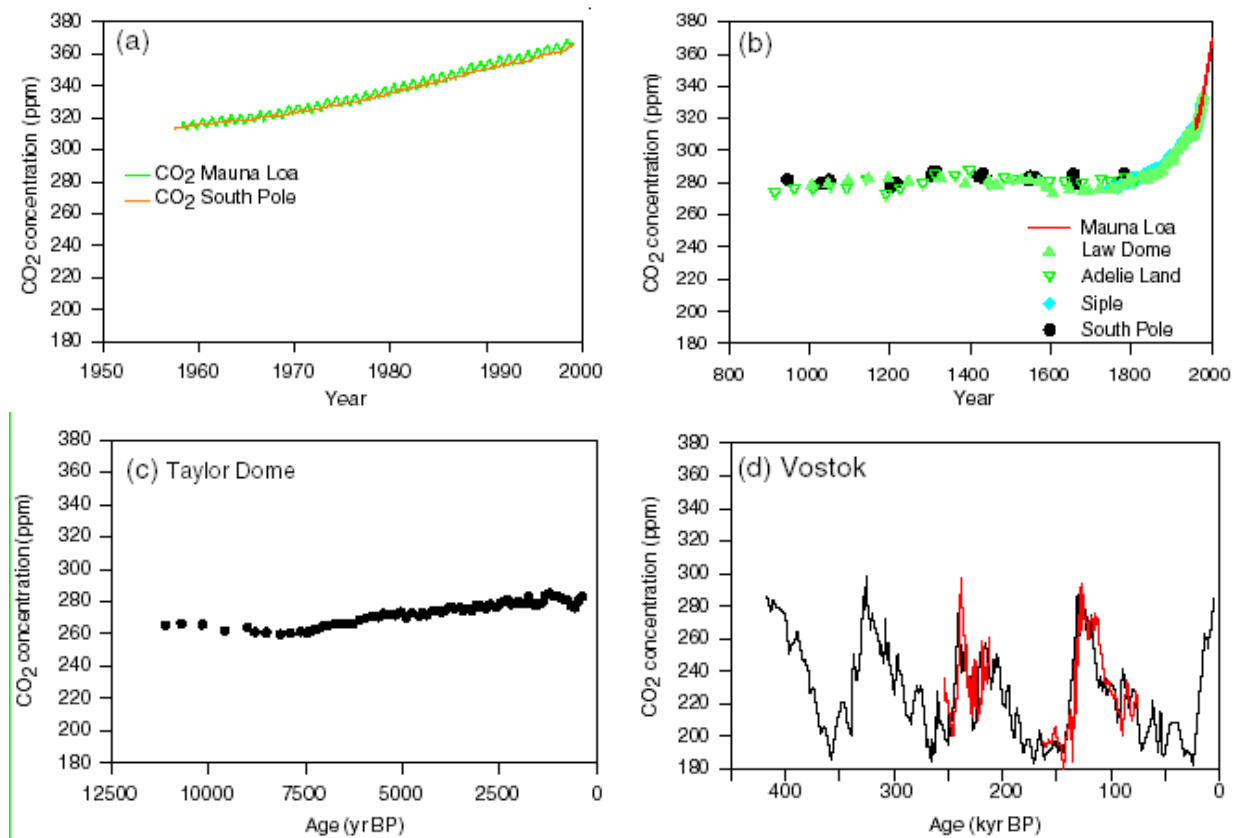 (a)
CO2 concentration (ppm)
380
360
340
320
300
280
260
240
220
200
180
CO2 Mauna Loa
CO2 South Pole
1950 1960 1970 1980 1990 2000
Year
(b)
CO2 concentration (ppm)
380
360
340
320
300
280
260
240
220
200
180
Mauna Loa
Law Dome
Adelie Land
Siple
South Pole
800 1000 1200 1400 1600 1800 2000
Year
(c) Taylor Dome
CO2 concentration (ppm)
380
360
340
320
300
280
260
240
220
200
180
12500 10000 7500 5000 2500 0
Age (yr BP)
(d) Vostok
CO2 concentration (ppm)
380
360
340
320
300
280
260
240
220
200
180
400 300 200 100 0
Age (kyr BP)